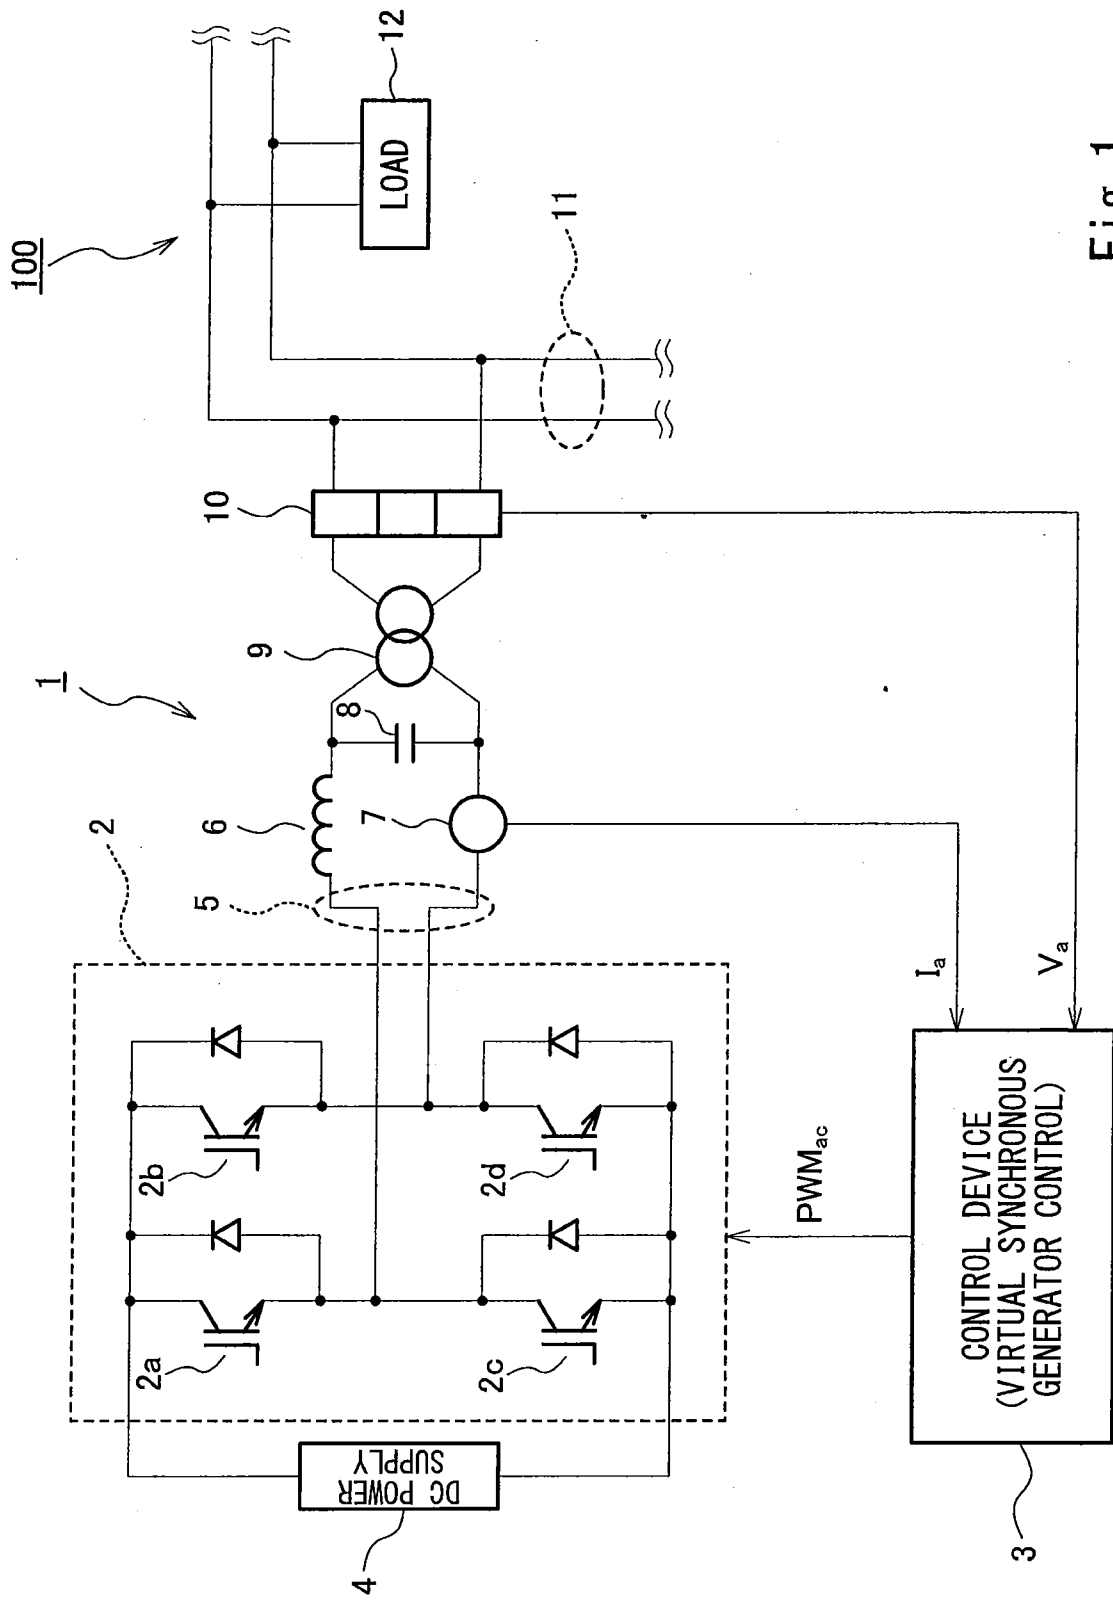 100
1
2
2a
2b
2c
2d
4
DC POWER
SUPPLY
5
6
7
8
9
10
11
12
LOAD
PWMac
Ia
Va
CONTROL DEVICE
(VIRTUAL SYNCHRONOUS
GENERATOR CONTROL)
3
Fig. 1